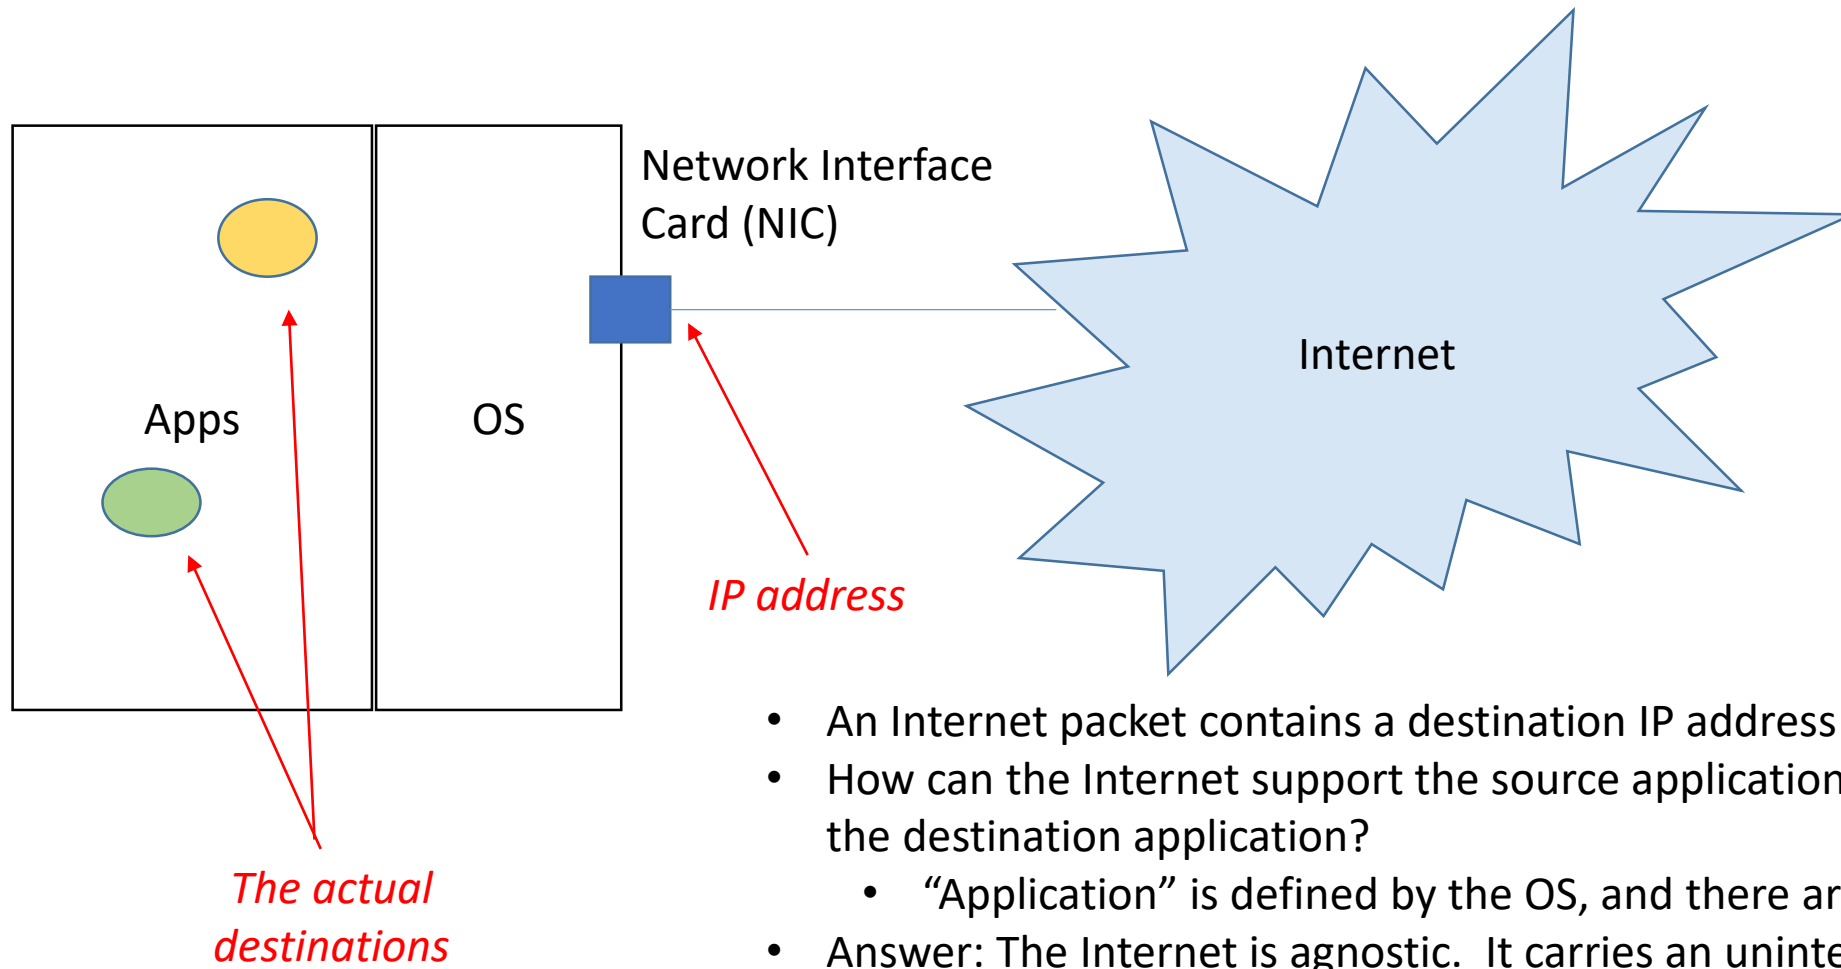 Network Interface
Card (NIC)
Internet
Apps
OS
IP address
• An Internet packet contains a destination IP address
• How can the Internet support the source application
the destination application?
• “Application” is defined by the OS, and there ar
• Answer: The Internet is agnostic. It carries an uninte
The actual
destinations